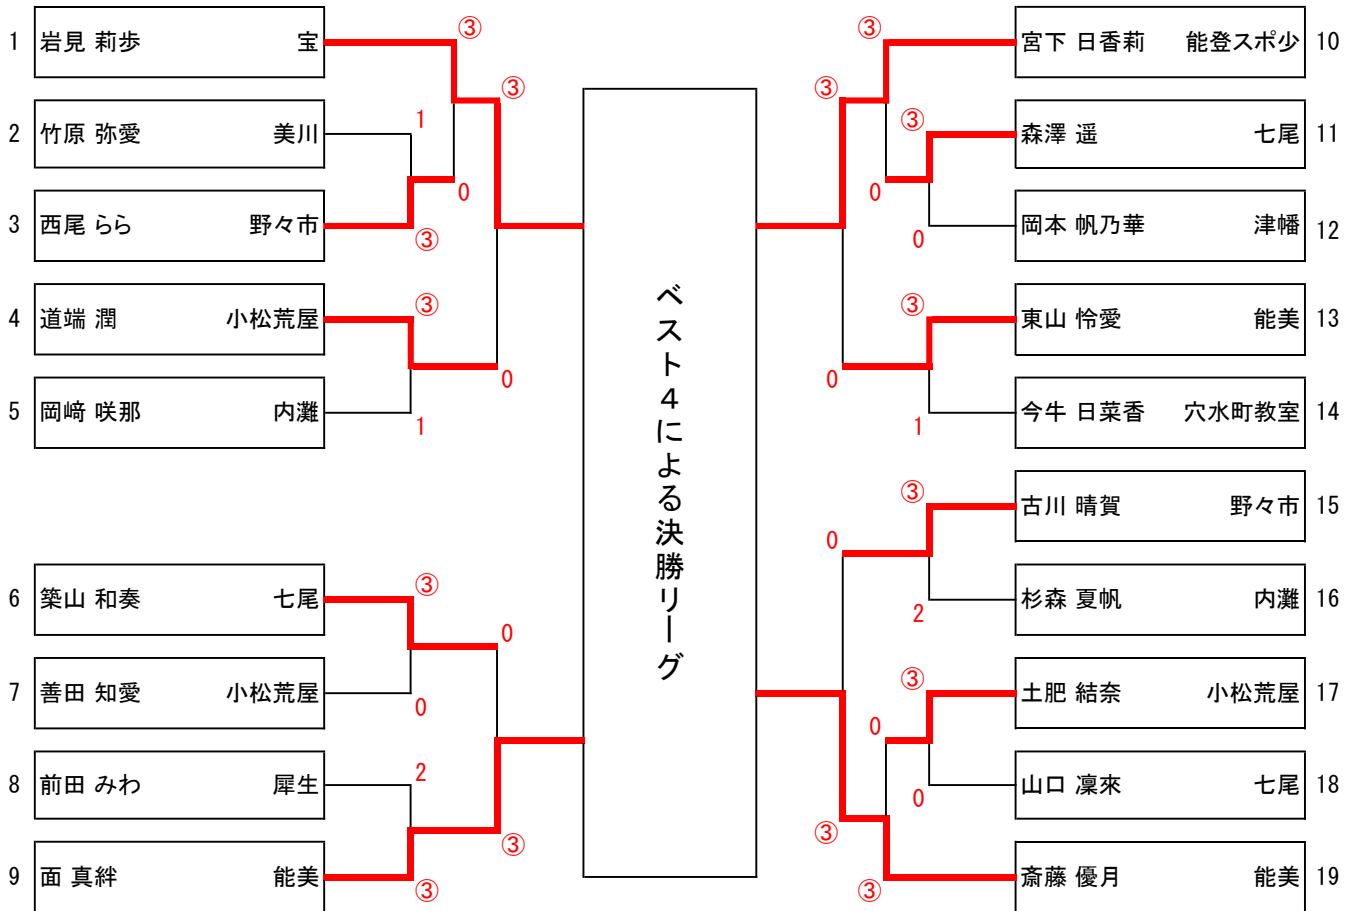 1 岩見 莉歩 宝 ③
2 竹原 弥愛 美川 1
3 西尾 らら 野々市 ③
0
③
4 道端 潤 小松荒屋 ③
5 岡﨑 咲那 内灘 1
0
6 築山 和奏 七尾 ③
7 善田 知愛 小松荒屋 0
0
8 前田 みわ 犀生 2
9 面 真絆 能美 ③
③
ベスト4による決勝リーグ
③ 宮下 日香莉 能登スポ少 10
③
③ 森澤 遥 七尾 11
0
0 岡本 帆乃華 津幡 12
③ 東山 怜愛 能美 13
0
1 今牛 日菜香 穴水町教室 14
③ 古川 晴賀 野々市 15
0
2 杉森 夏帆 内灘 16
③ 土肥 結奈 小松荒屋 17
0
0 山口 凜來 七尾 18
③
③ 斎藤 優月 能美 19